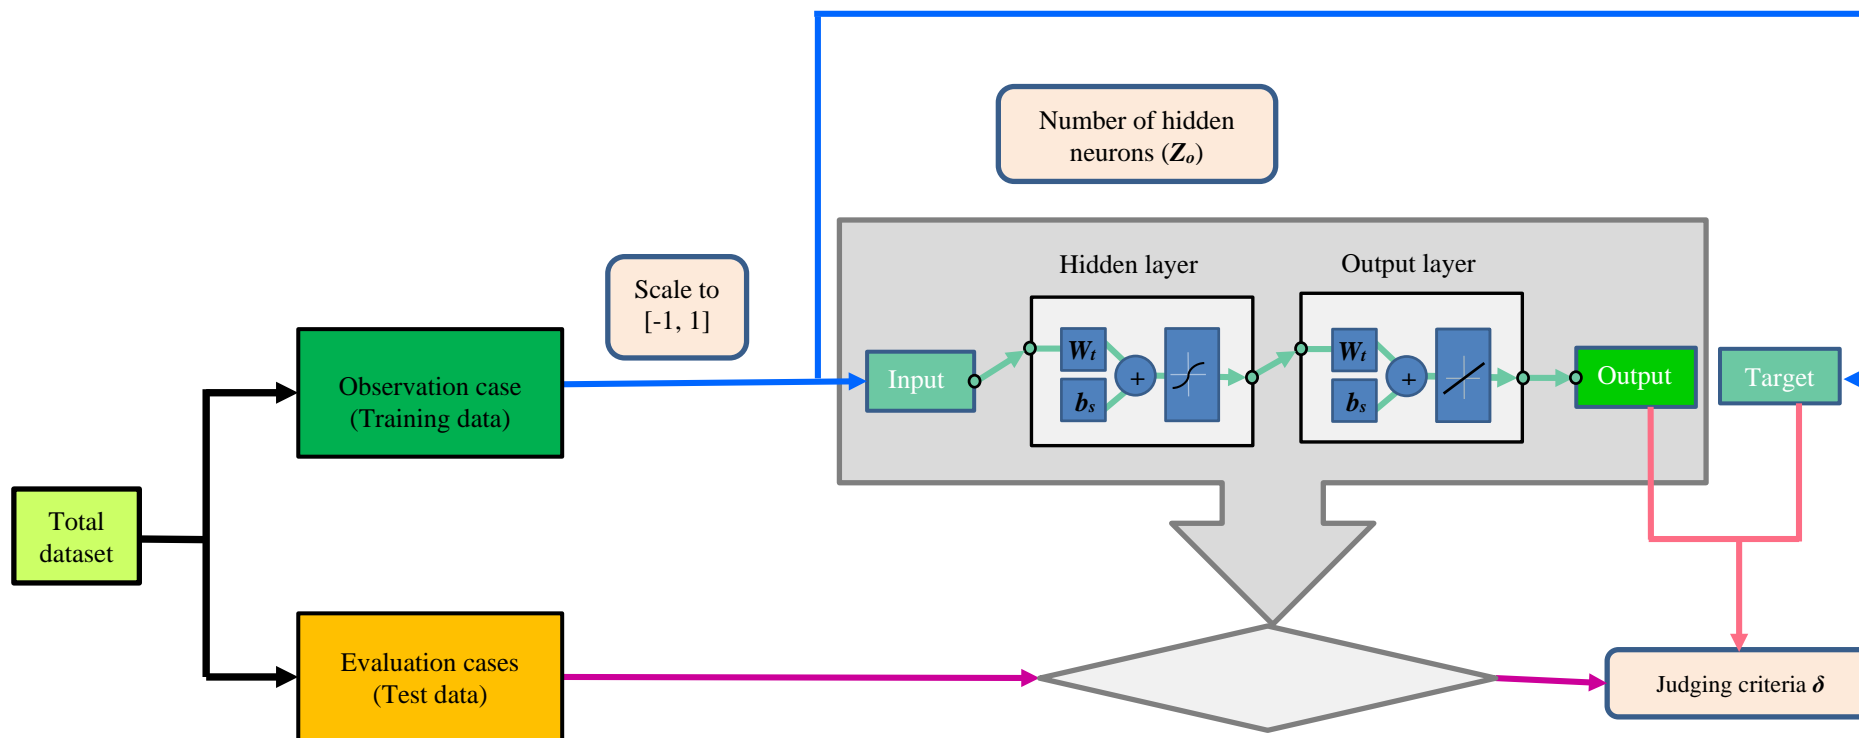 Number of hidden
neurons (Zo)
Scale to
[-1, 1]
Hidden layer
Output layer
Input
Wt
bs
+
Wt
bs
+
Output
Target
Observation case
(Training data)
Total
dataset
Evaluation cases
(Test data)
Judging criteria δ